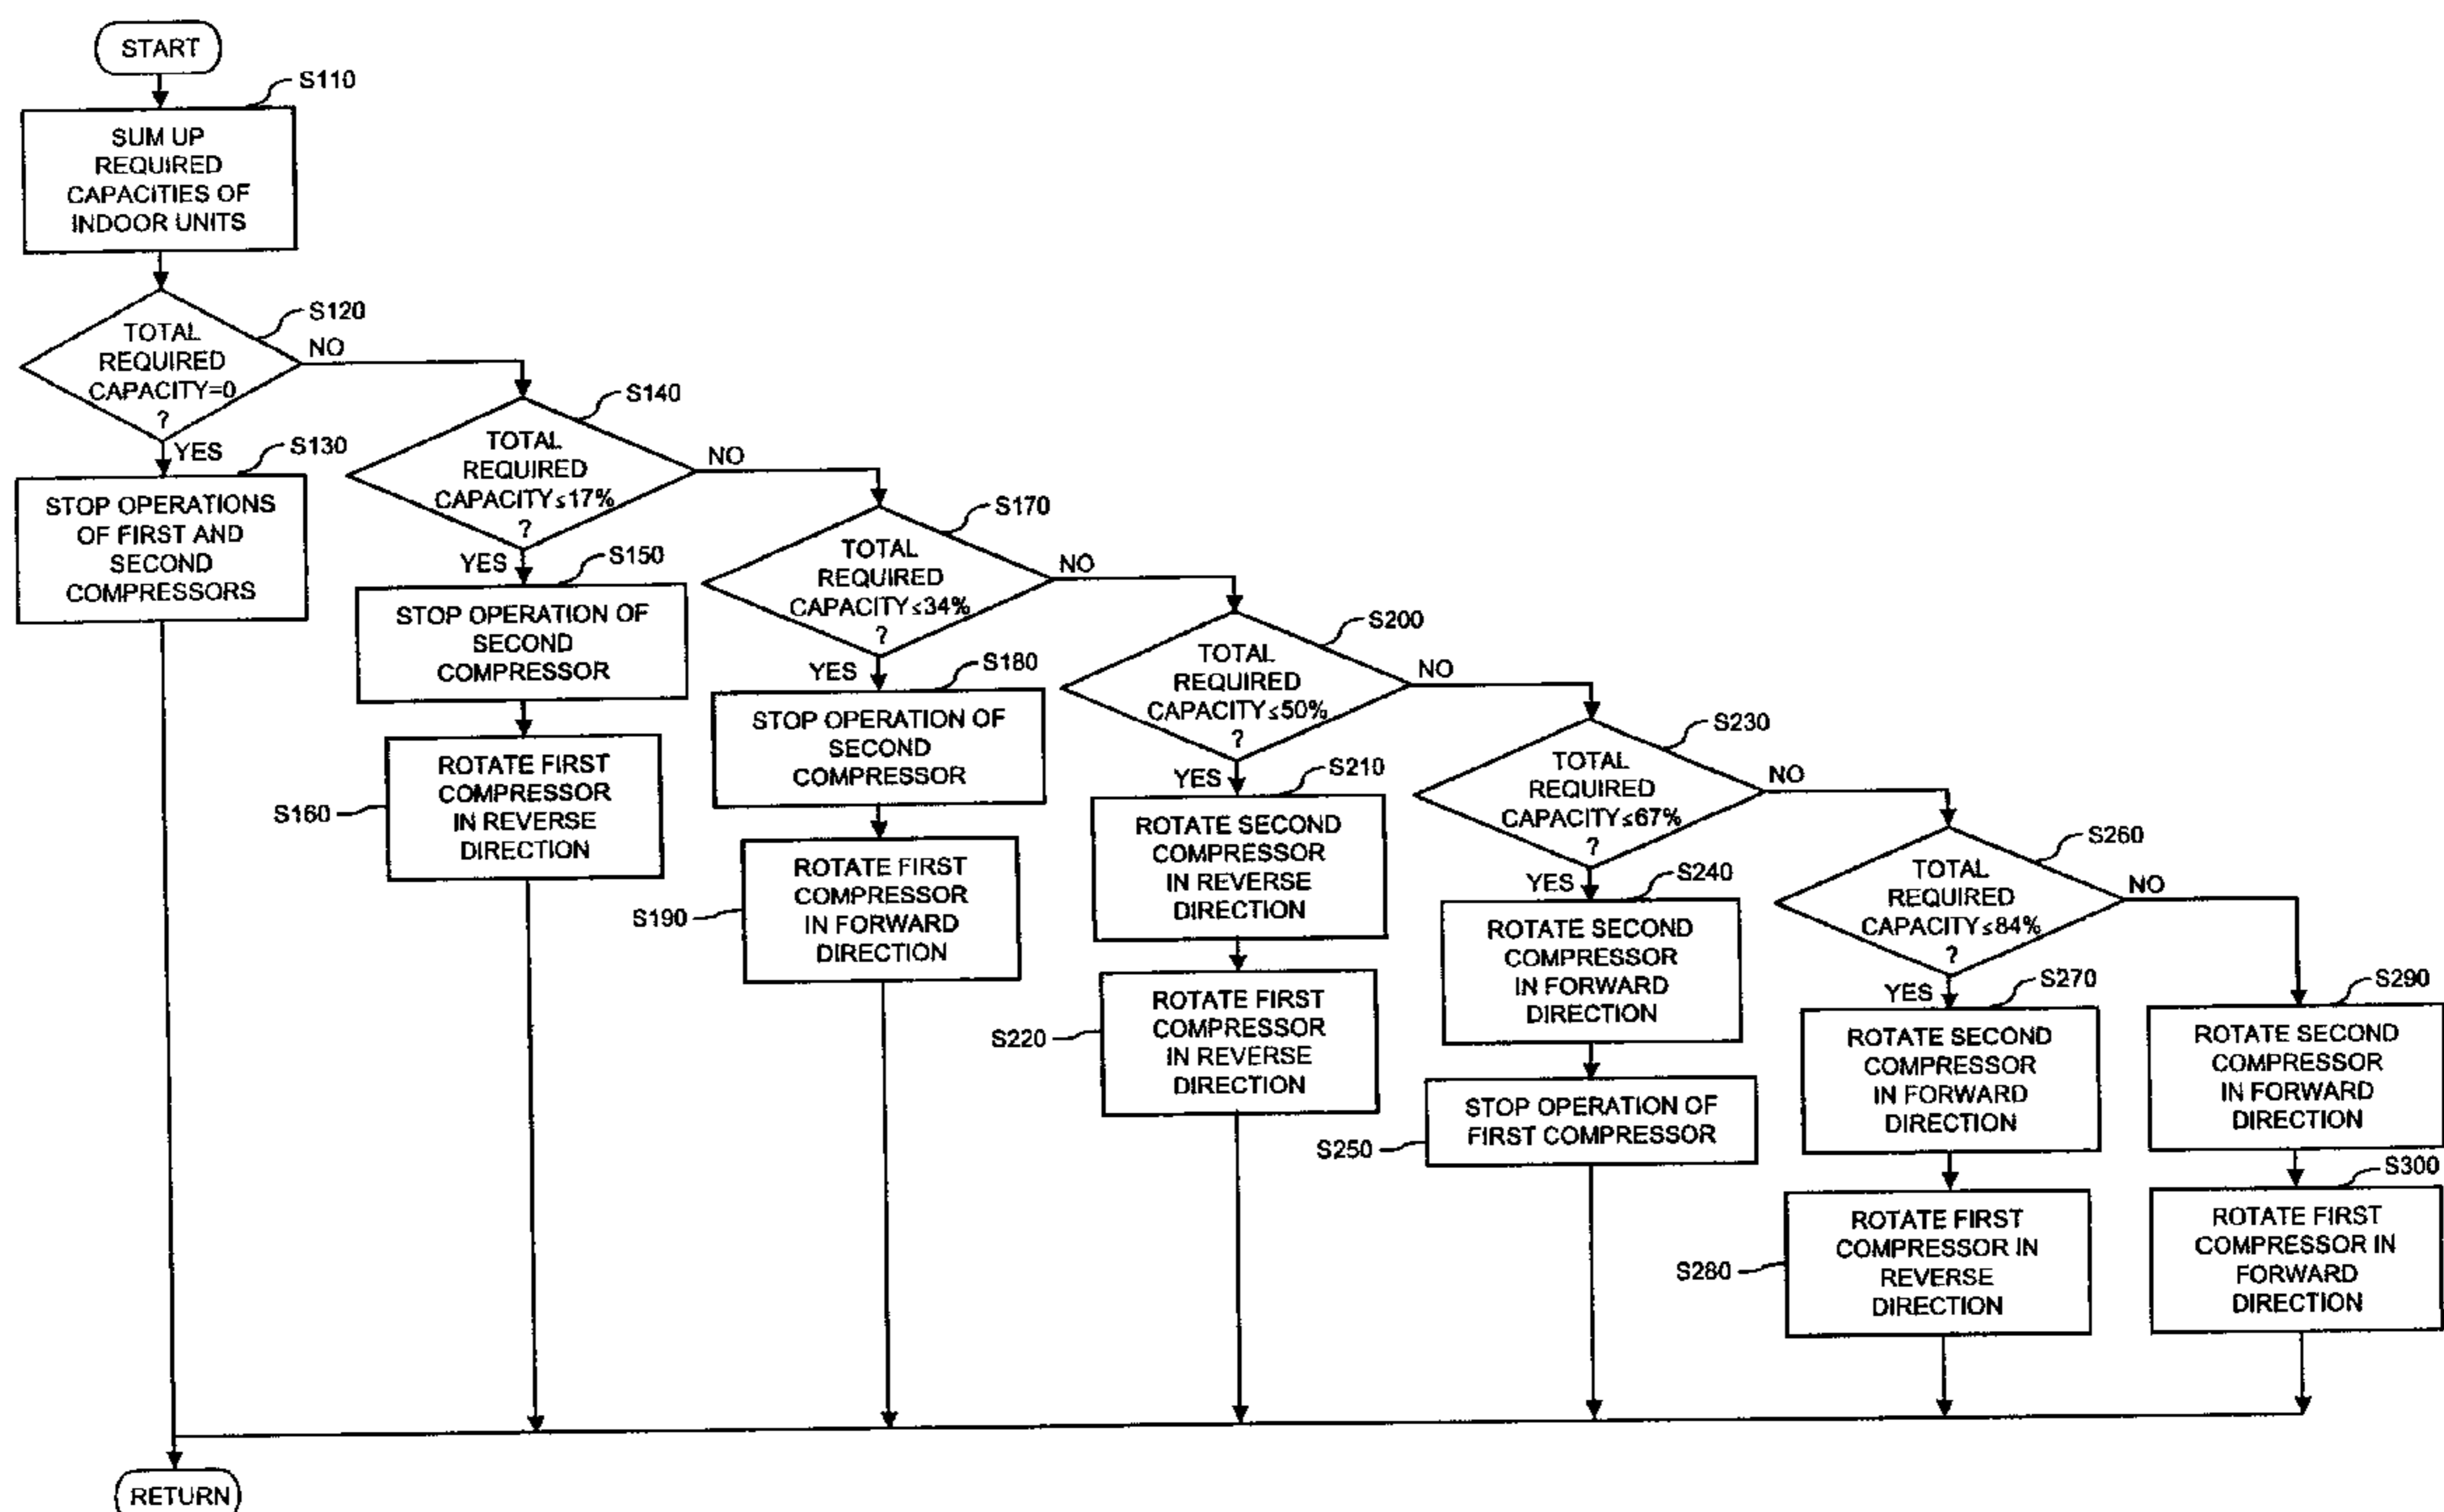 START
S110
SUM UP
REQUIRED
CAPACITIES OF
INDOOR UNITS
S120
TOTAL
REQUIRED
CAPACITY=0
?
NO
YES
S130
STOP OPERATIONS
OF FIRST AND
SECOND
COMPRESSORS
S140
TOTAL
REQUIRED
CAPACITY≤17%
?
NO
YES
S150
STOP OPERATION OF
SECOND
COMPRESSOR
S160
ROTATE FIRST
COMPRESSOR
IN REVERSE
DIRECTION
S170
TOTAL
REQUIRED
CAPACITY≤34%
?
NO
YES
S180
STOP OPERATION OF
SECOND
COMPRESSOR
S190
ROTATE FIRST
COMPRESSOR
IN FORWARD
DIRECTION
S200
TOTAL
REQUIRED
CAPACITY≤50%
?
NO
YES
S210
ROTATE SECOND
COMPRESSOR
IN REVERSE
DIRECTION
S220
ROTATE FIRST
COMPRESSOR
IN REVERSE
DIRECTION
S230
TOTAL
REQUIRED
CAPACITY≤67%
?
NO
YES
S240
ROTATE SECOND
COMPRESSOR
IN FORWARD
DIRECTION
S250
STOP OPERATION OF
FIRST COMPRESSOR
S260
TOTAL
REQUIRED
CAPACITY≤84%
?
NO
YES
S270
ROTATE SECOND
COMPRESSOR
IN FORWARD
DIRECTION
S280
ROTATE FIRST
COMPRESSOR IN
REVERSE
DIRECTION
S290
ROTATE SECOND
COMPRESSOR
IN FORWARD
DIRECTION
S300
ROTATE FIRST
COMPRESSOR IN
FORWARD
DIRECTION
RETURN